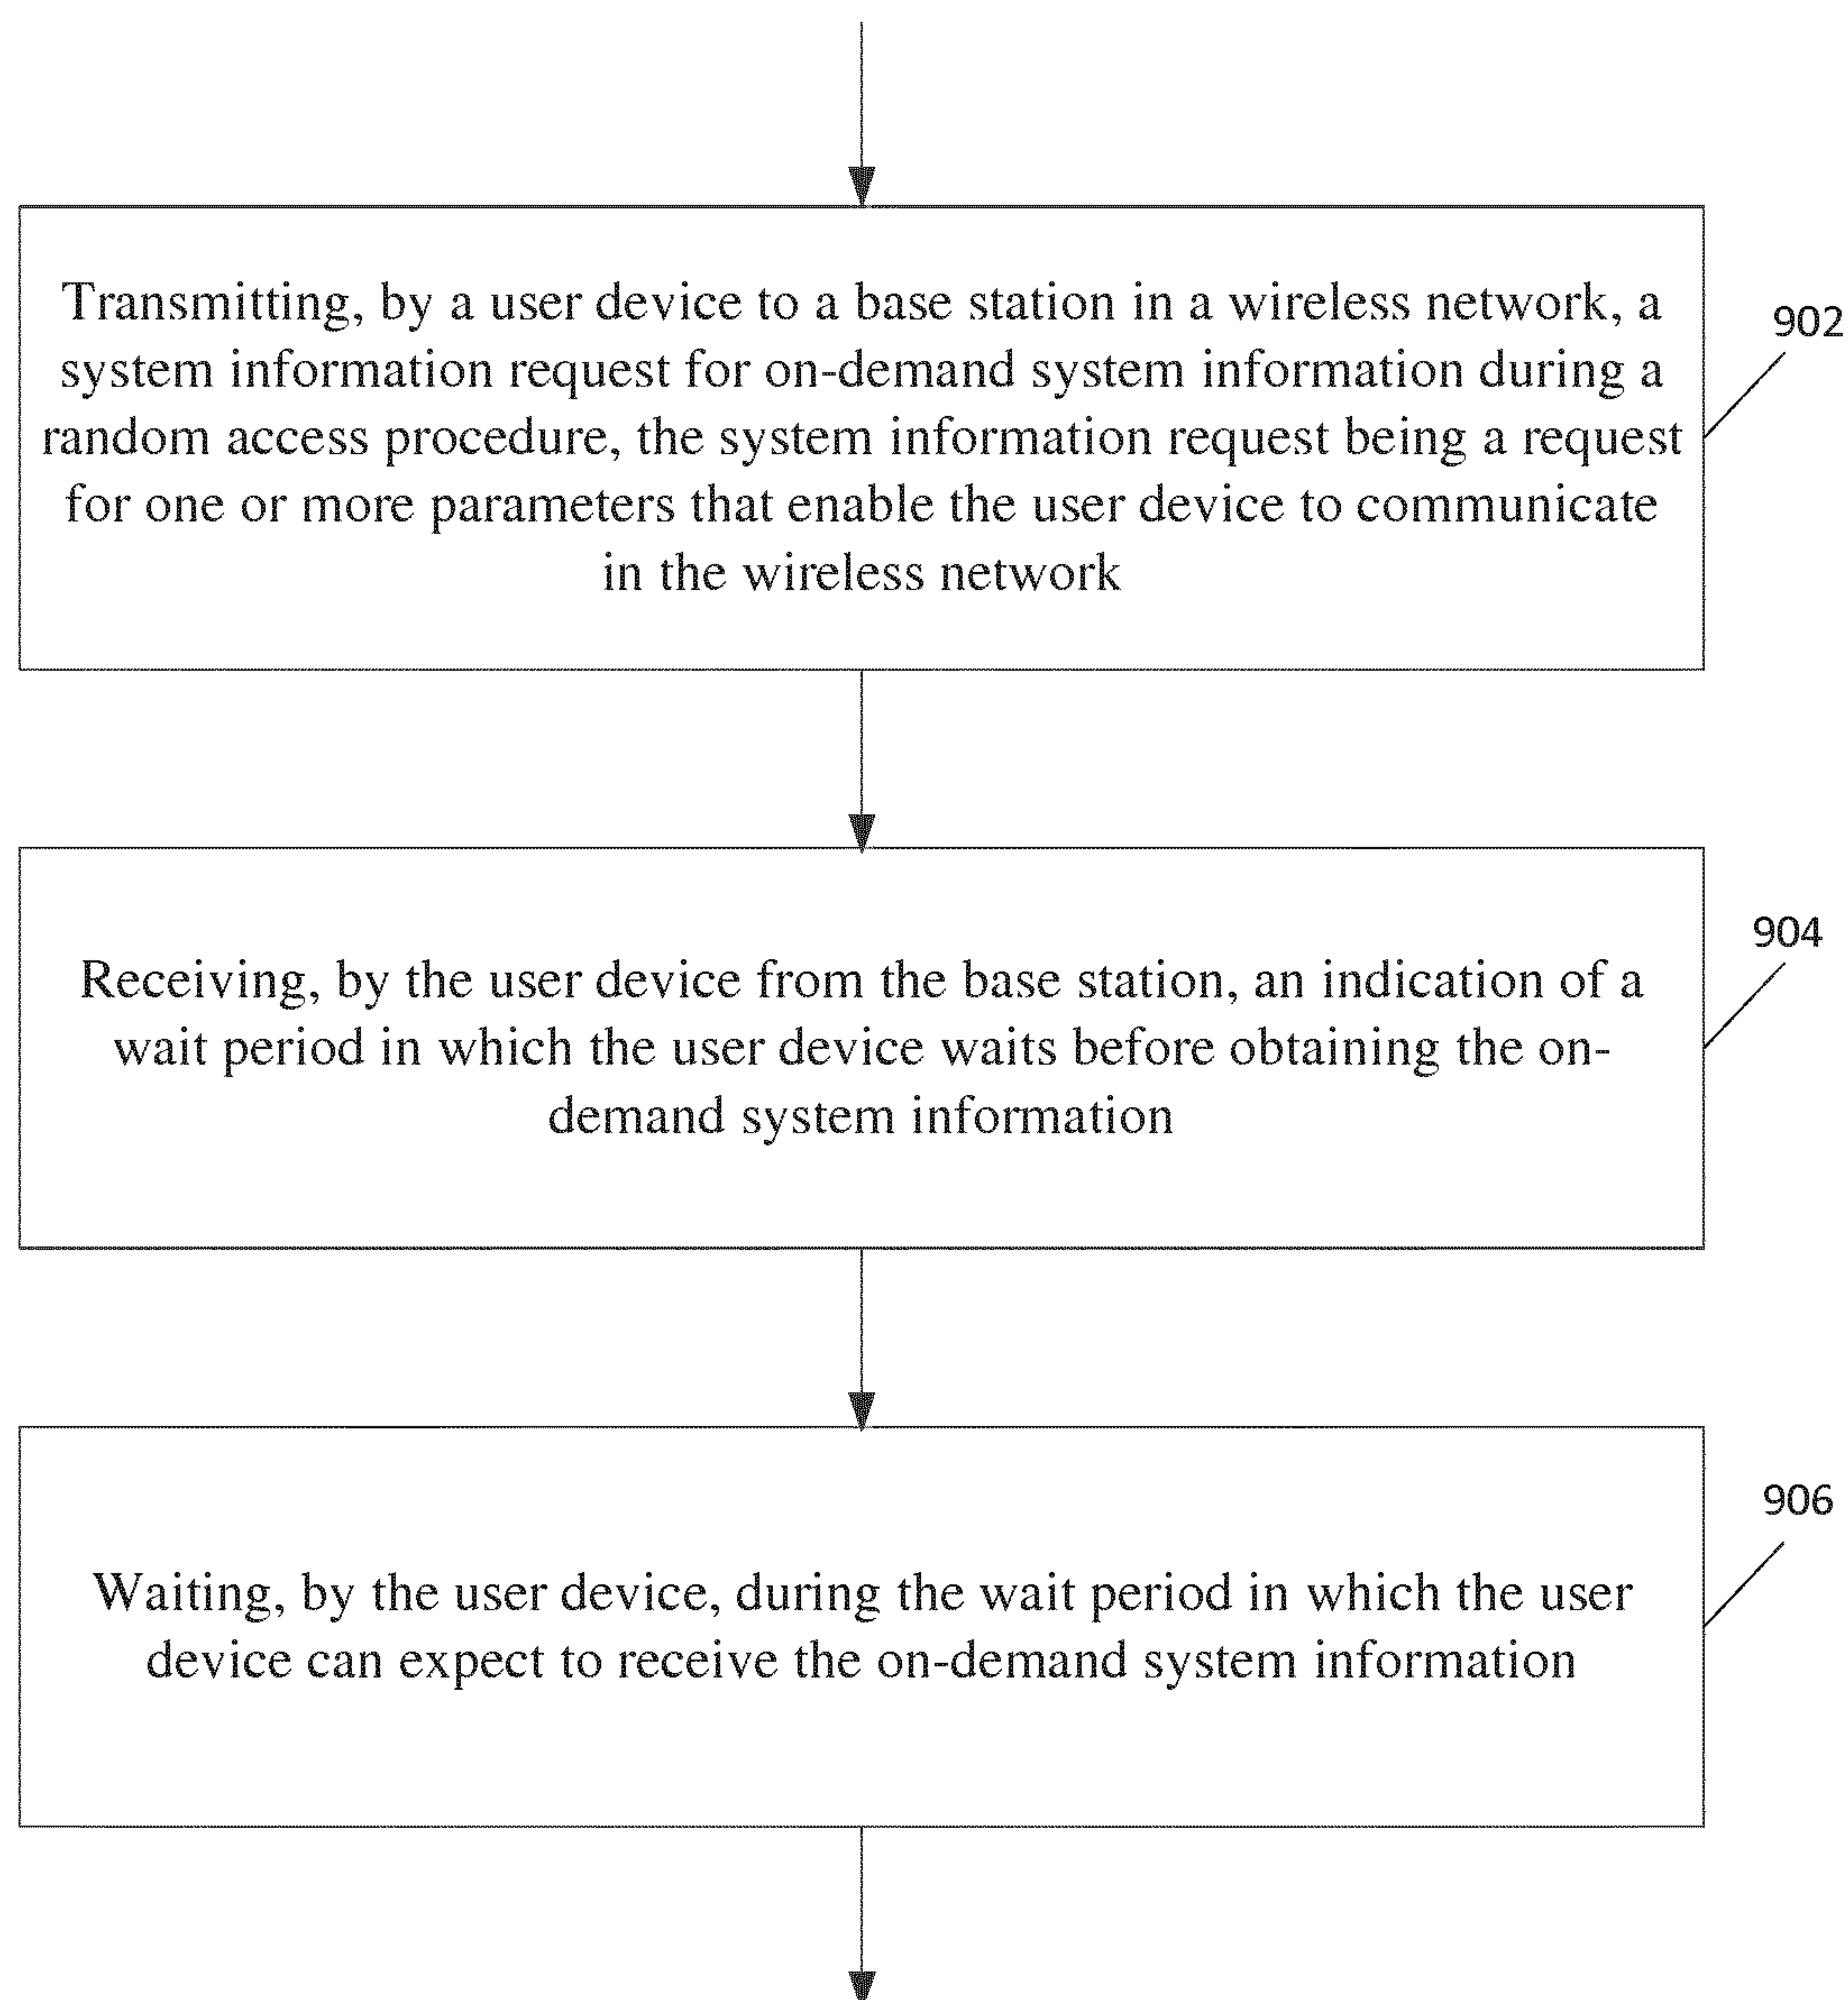 Transmitting, by a user device to a base station in a wireless network, a
system information request for on-demand system information during a
random access procedure, the system information request being a request
for one or more parameters that enable the user device to communicate
in the wireless network
902
Receiving, by the user device from the base station, an indication of a
wait period in which the user device waits before obtaining the on-
demand system information
904
Waiting, by the user device, during the wait period in which the user
device can expect to receive the on-demand system information
906